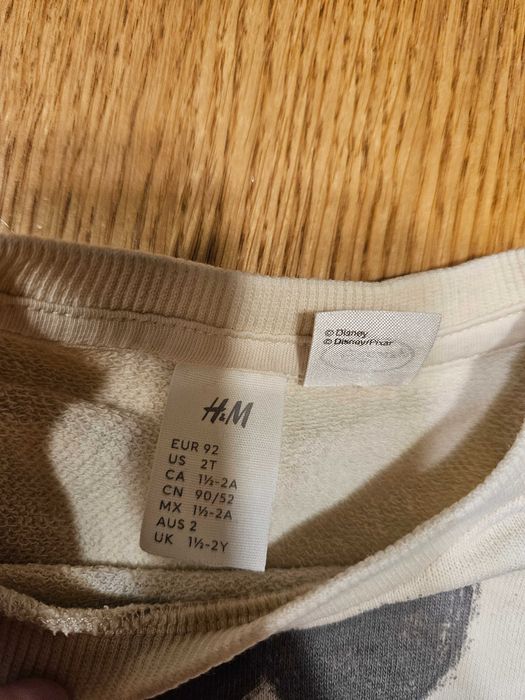 © Disney
© Disney/Pixar
H&M
EUR 92
US 2T
CA 1½-2A
CN 90/52
MX 1½-2A
AUS 2
UK 1½-2Y